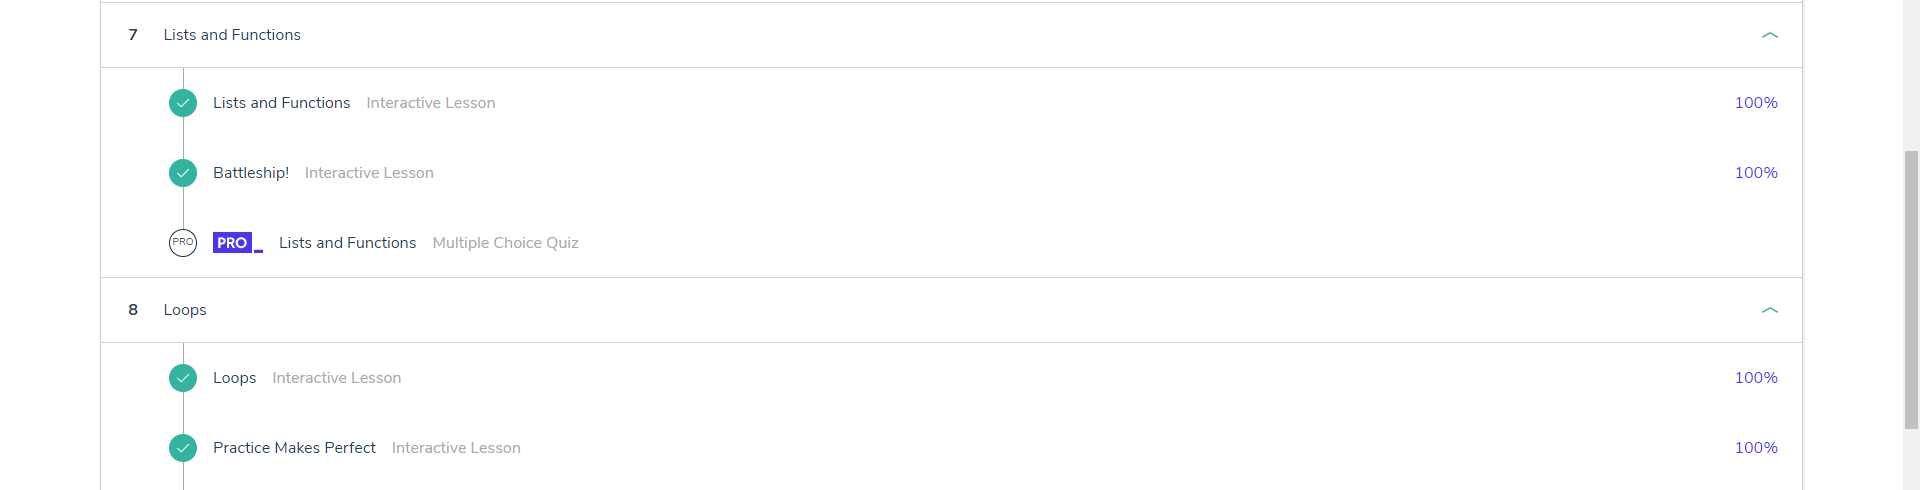 7 Lists and Functions
Lists and Functions Interactive Lesson 100%
Battleship! Interactive Lesson 100%
PRO PRO_ Lists and Functions Multiple Choice Quiz
8 Loops
Loops Interactive Lesson 100%
Practice Makes Perfect Interactive Lesson 100%